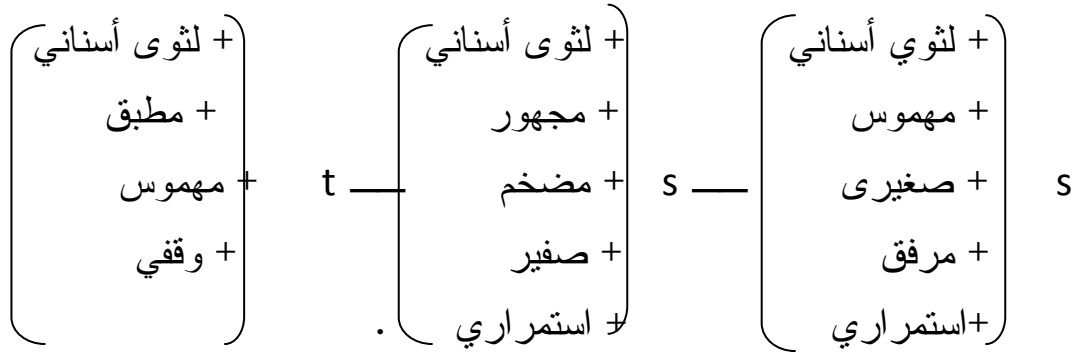 + لثوي أسناني + لثوى أسناني + لثوى أسناني
+ مهموس + مجهور + مطبق
s + صغيرى — s + مضخم — t + مهموس
+ مرفق + صفير + وقفي
+استمراري + استمراري .